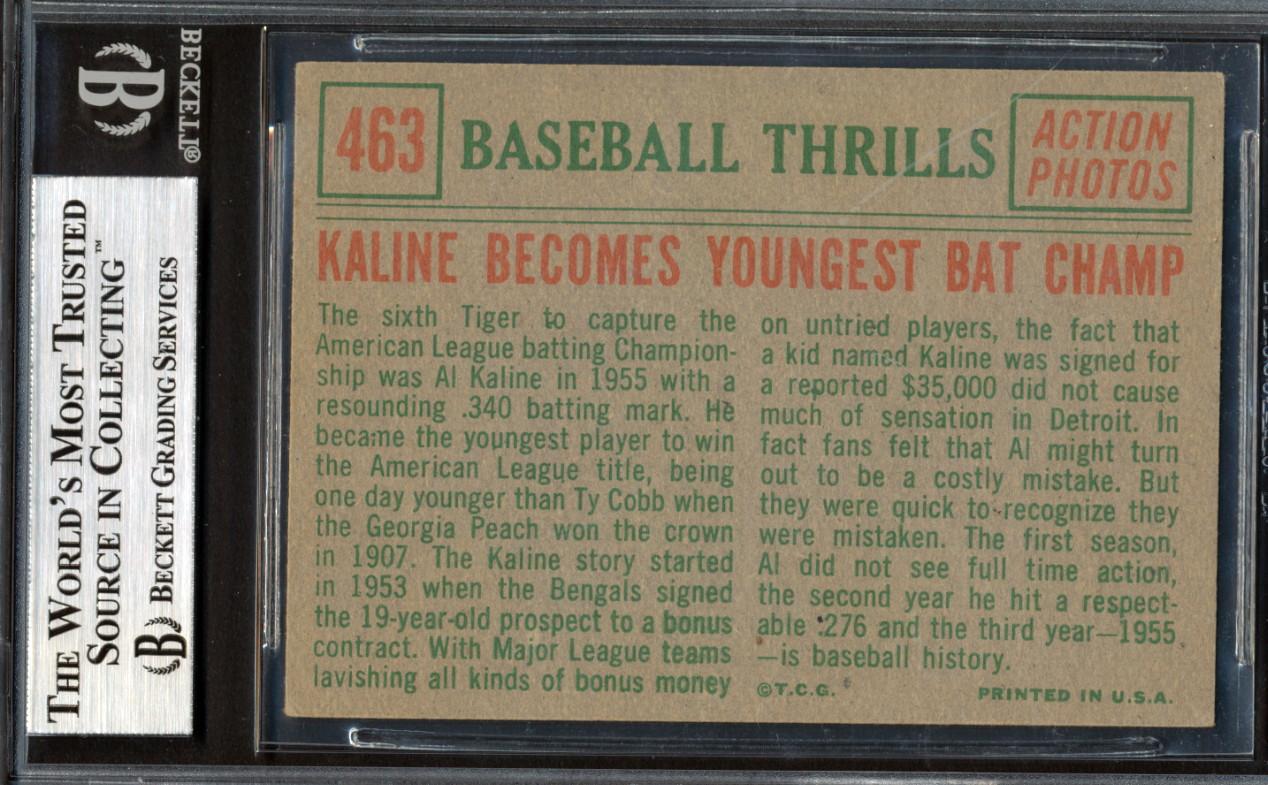 BECKETT®
THE WORLD'S MOST TRUSTED
SOURCE IN COLLECTING™
B BECKETT GRADING SERVICES
463
BASEBALL THRILLS
ACTION
PHOTOS
KALINE BECOMES YOUNGEST BAT CHAMP
The sixth Tiger to capture the
American League batting Champion-
ship was Al Kaline in 1955 with a
resounding .340 batting mark. He
became the youngest player to win
the American League title, being
one day younger than Ty Cobb when
the Georgia Peach won the crown
in 1907. The Kaline story started
in 1953 when the Bengals signed
the 19-year-old prospect to a bonus
contract. With Major League teams
lavishing all kinds of bonus money
on untried players, the fact that
a kid named Kaline was signed for
a reported $35,000 did not cause
much of sensation in Detroit. In
fact fans felt that Al might turn
out to be a costly mistake. But
they were quick to recognize they
were mistaken. The first season,
Al did not see full time action,
the second year he hit a respect-
able .276 and the third year—1955
—is baseball history.
©T.C.G.
PRINTED IN U.S.A.